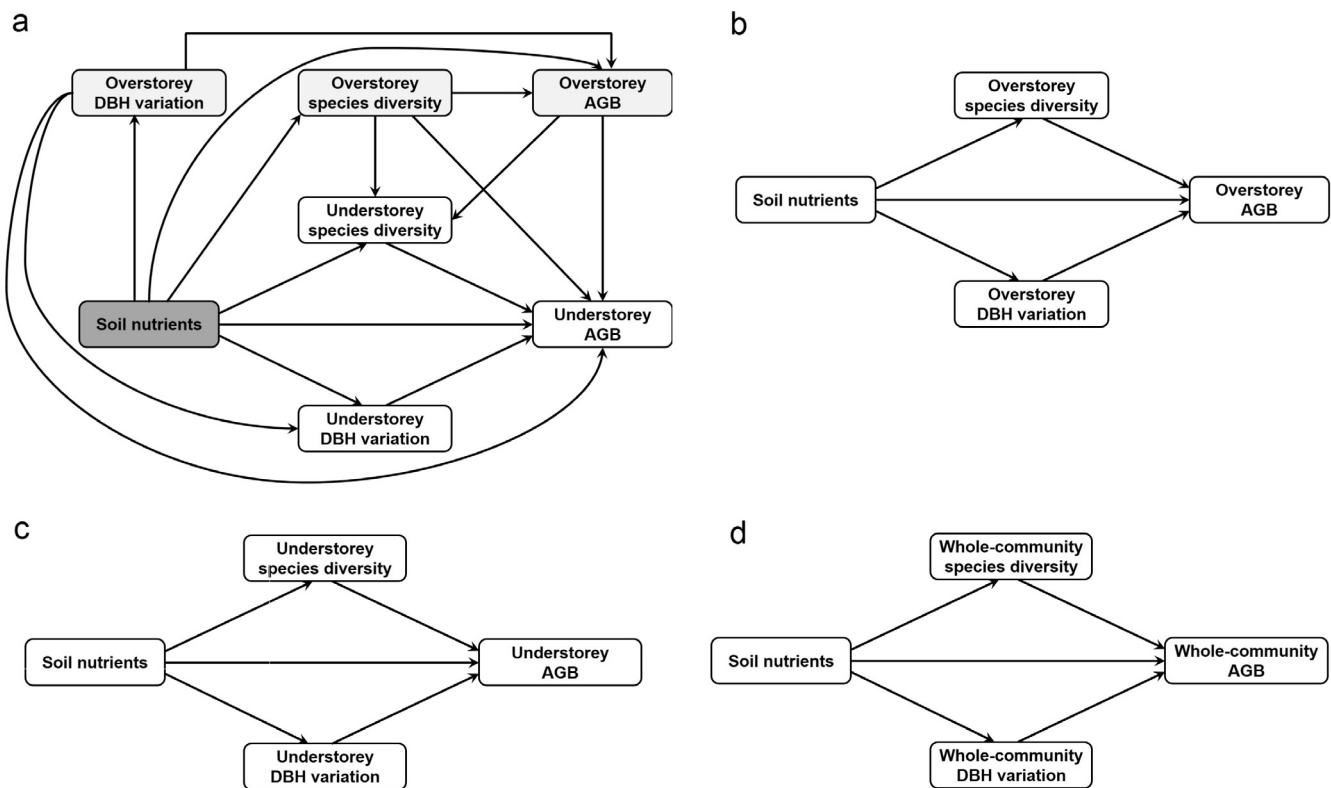 a
Overstorey
DBH variation
Overstorey
species diversity
Overstorey
AGB
Understorey
species diversity
Soil nutrients
Understorey
AGB
Understorey
DBH variation
b
Overstorey
species diversity
Soil nutrients
Overstorey
AGB
Overstorey
DBH variation
c
Understorey
species diversity
Soil nutrients
Understorey
AGB
Understorey
DBH variation
d
Whole-community
species diversity
Soil nutrients
Whole-community
AGB
Whole-community
DBH variation